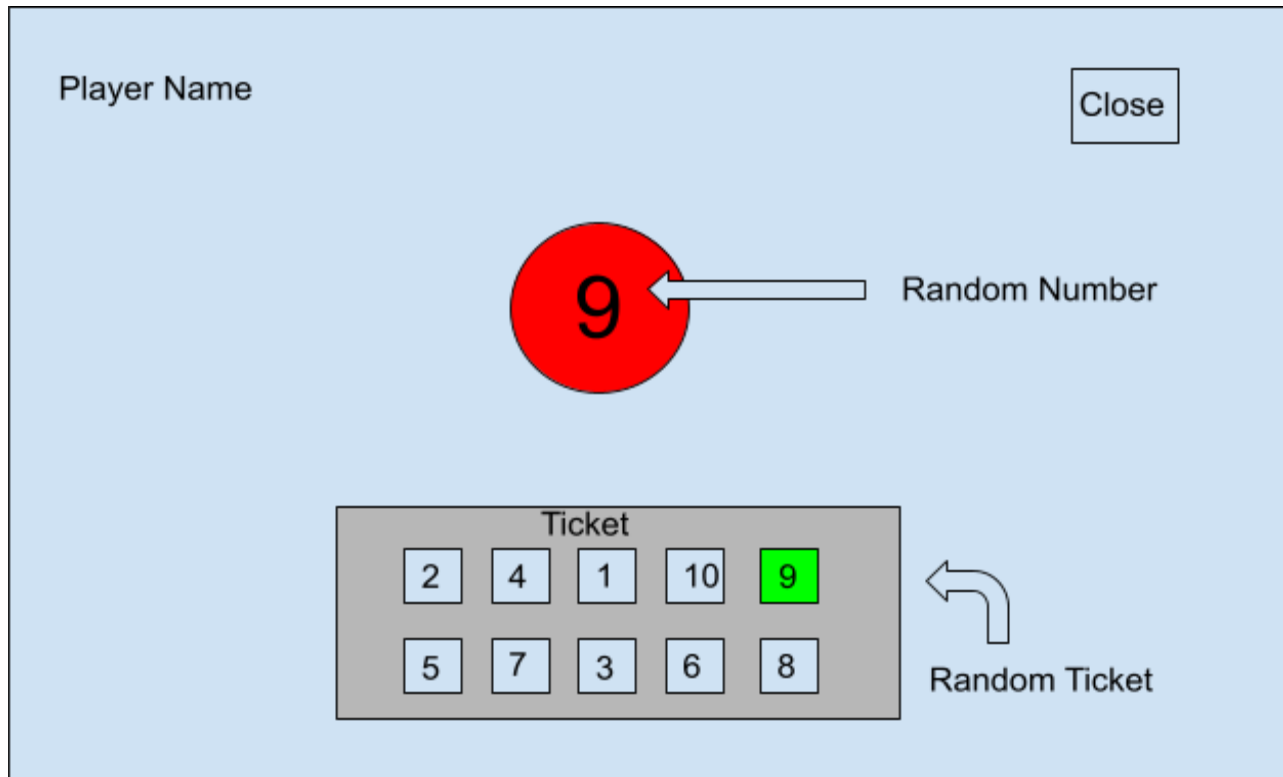 Player Name
Close
9
Random Number
Ticket
2 4 1 10 9
5 7 3 6 8
Random Ticket